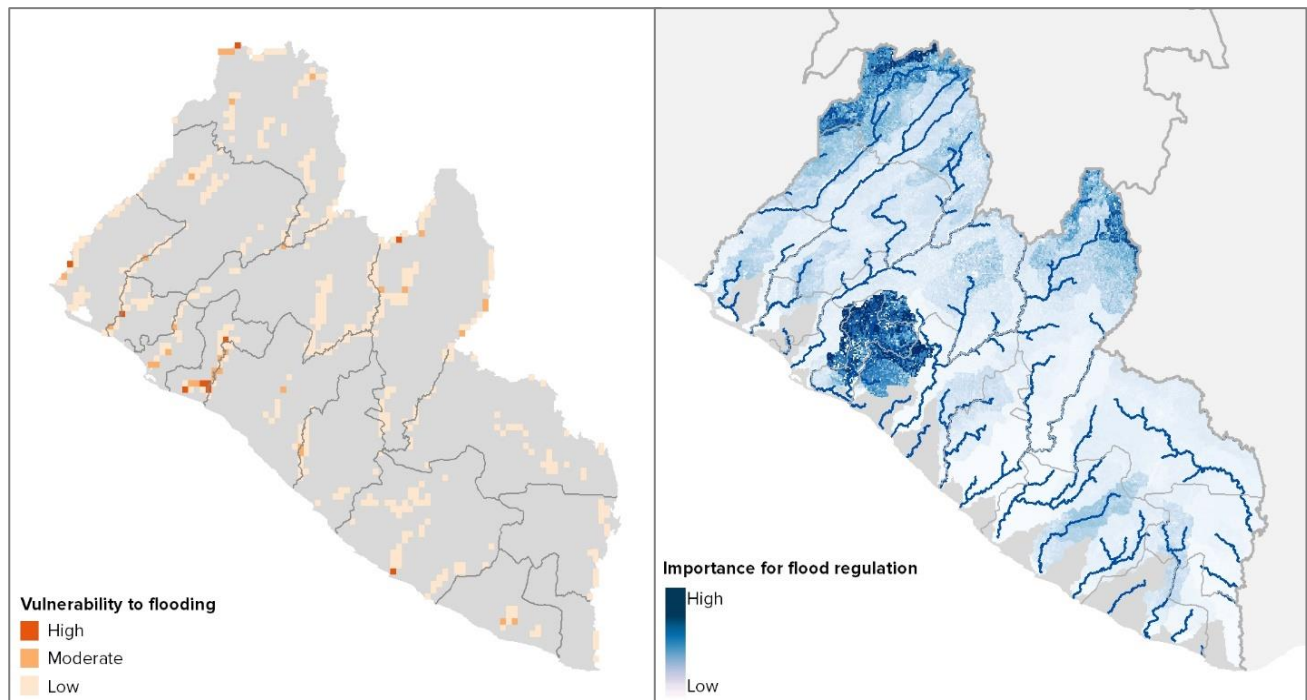 Vulnerability to flooding
High
Moderate
Low
Importance for flood regulation
High
Low